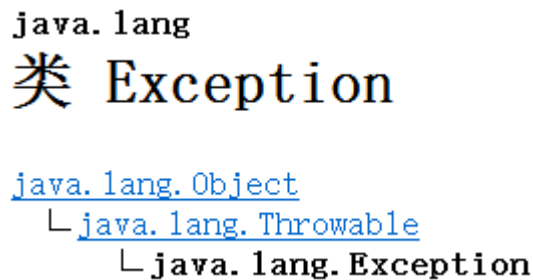 java.lang
类 Exception
java.lang.Object
java.lang.Throwable
java.lang.Exception